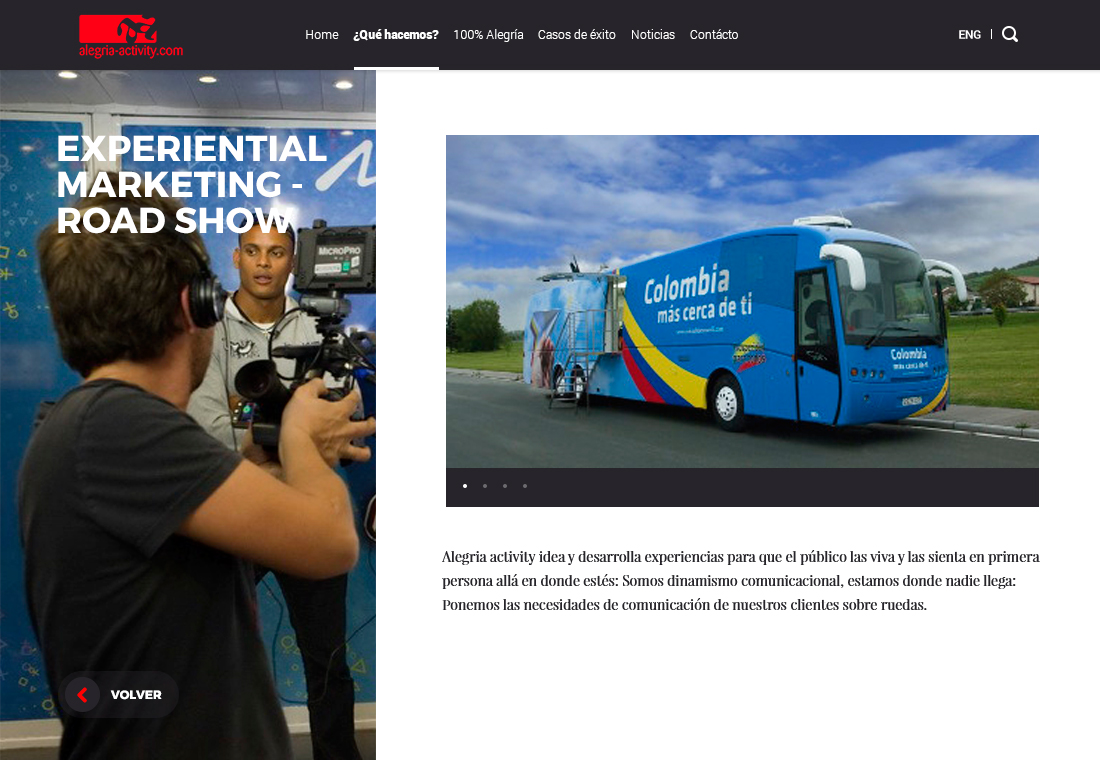 alegria-activity.com
Home
¿Qué hacemos?
100% Alegría
Casos de éxito
Noticias
Contácto
ENG
EXPERIENTIAL
MARKETING -
ROAD SHOW
MICROPRO
Colombia
más cerca de ti
Colombia
más cerca de ti
Alegria activity idea y desarrolla experiencias para que el público las viva y las sienta en primera
persona allá en donde estés: Somos dinamismo comunicacional, estamos donde nadie llega:
Ponemos las necesidades de comunicación de nuestros clientes sobre ruedas.
VOLVER